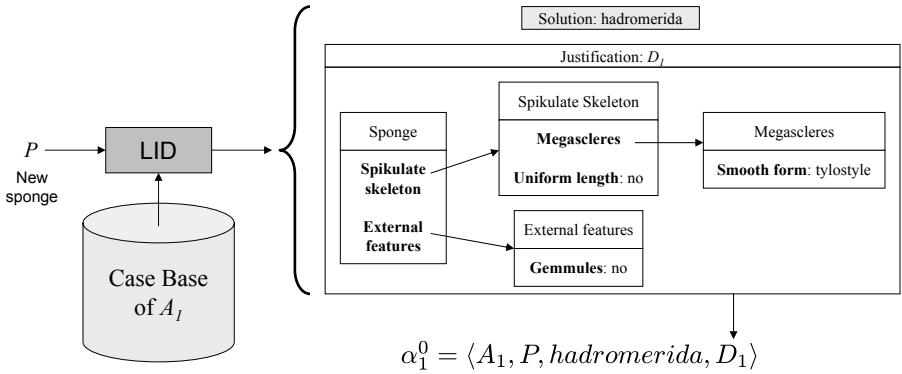 Solution: hadromerida
Justification: D₁
Spikulate Skeleton
Megascleres
Uniform length: no
Sponge
Spikulate
skeleton
External
features
Megascleres
Smooth form: tylostyle
External features
Gemmules: no
P
New
sponge
LID
Case Base
of A₁
α₁⁰ = ⟨A₁, P, hadromerida, D₁⟩